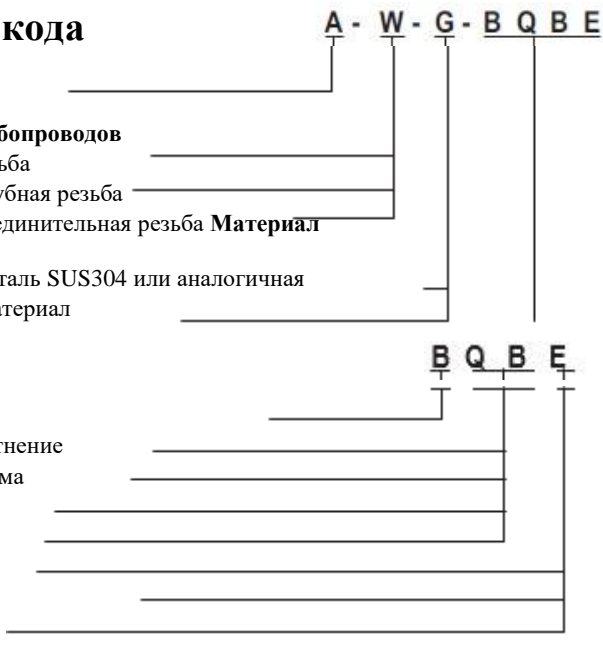 кода
A - W - G - B Q B E
бопроводов
ьба
убная резьба
единительная резьба Материал
таль SUS304 или аналогичная
атериал
B Q B E
тнение
ма